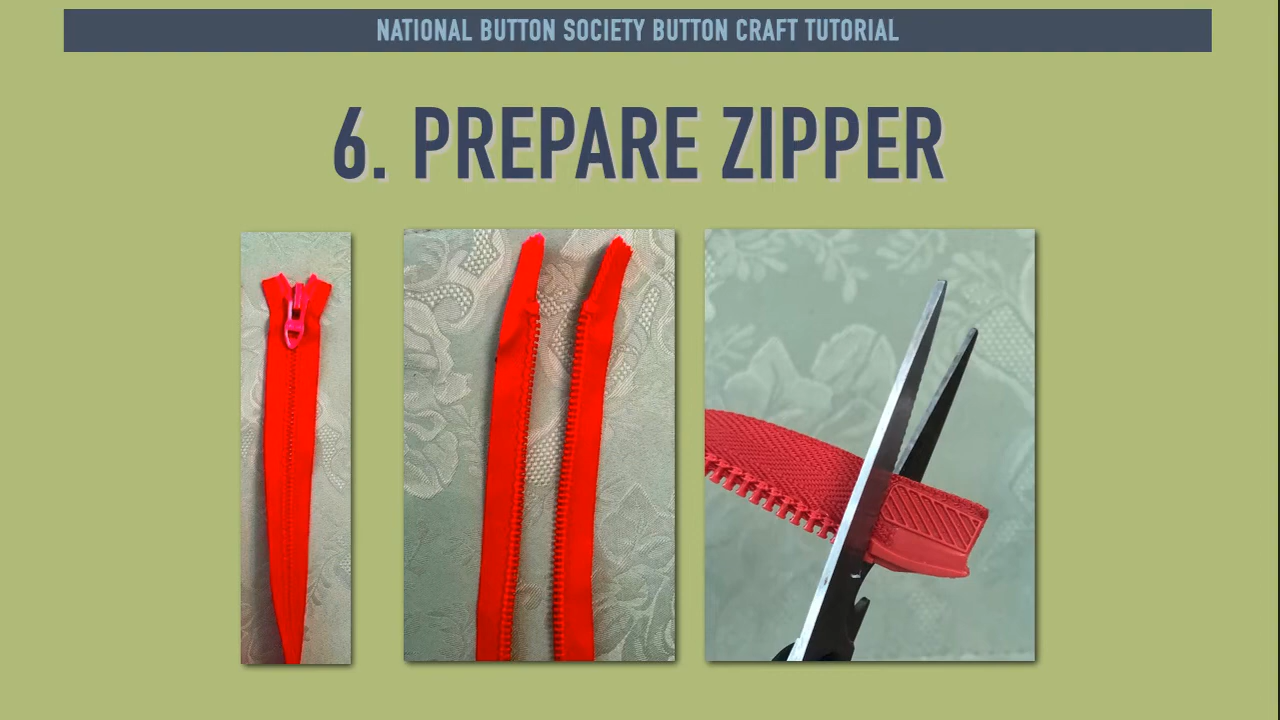 NATIONAL BUTTON SOCIETY BUTTON CRAFT TUTORIAL
6. PREPARE ZIPPER